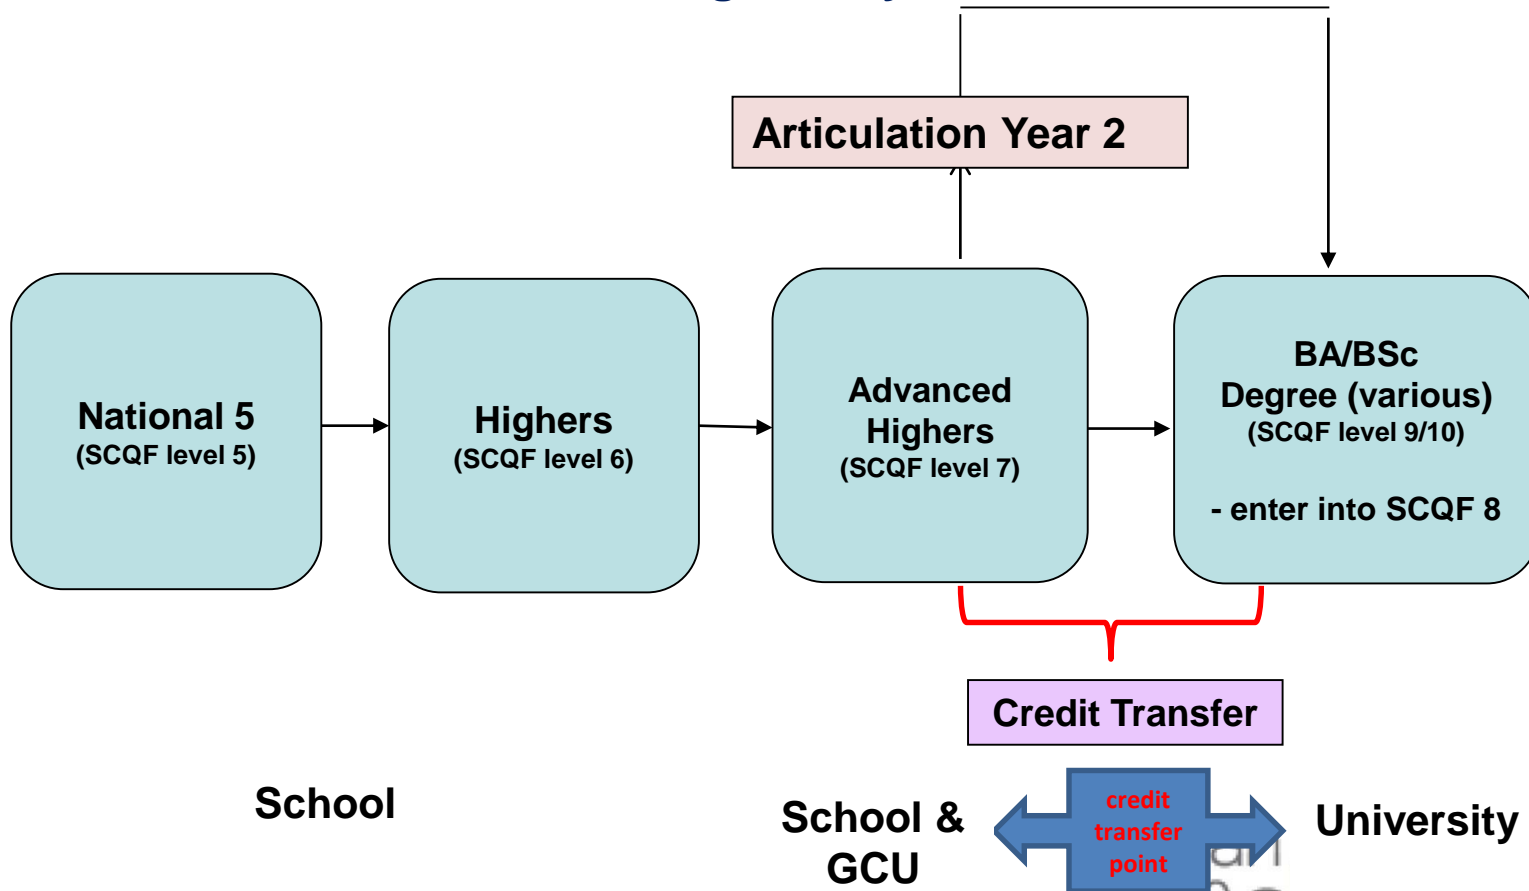 Articulation Year 2
National 5
(SCQF level 5)
Highers
(SCQF level 6)
Advanced
Highers
(SCQF level 7)
BA/BSc
Degree (various)
(SCQF level 9/10)
- enter into SCQF 8
Credit Transfer
School
School &
GCU
credit
transfer
point
University